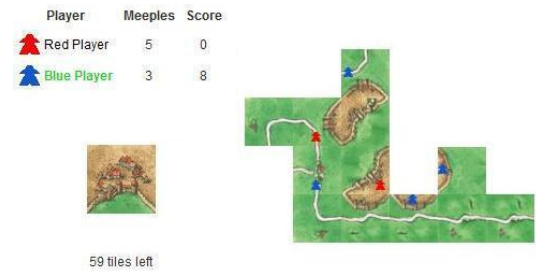 Player Meeples Score
Red Player 5 0
Blue Player 3 8
59 tiles left